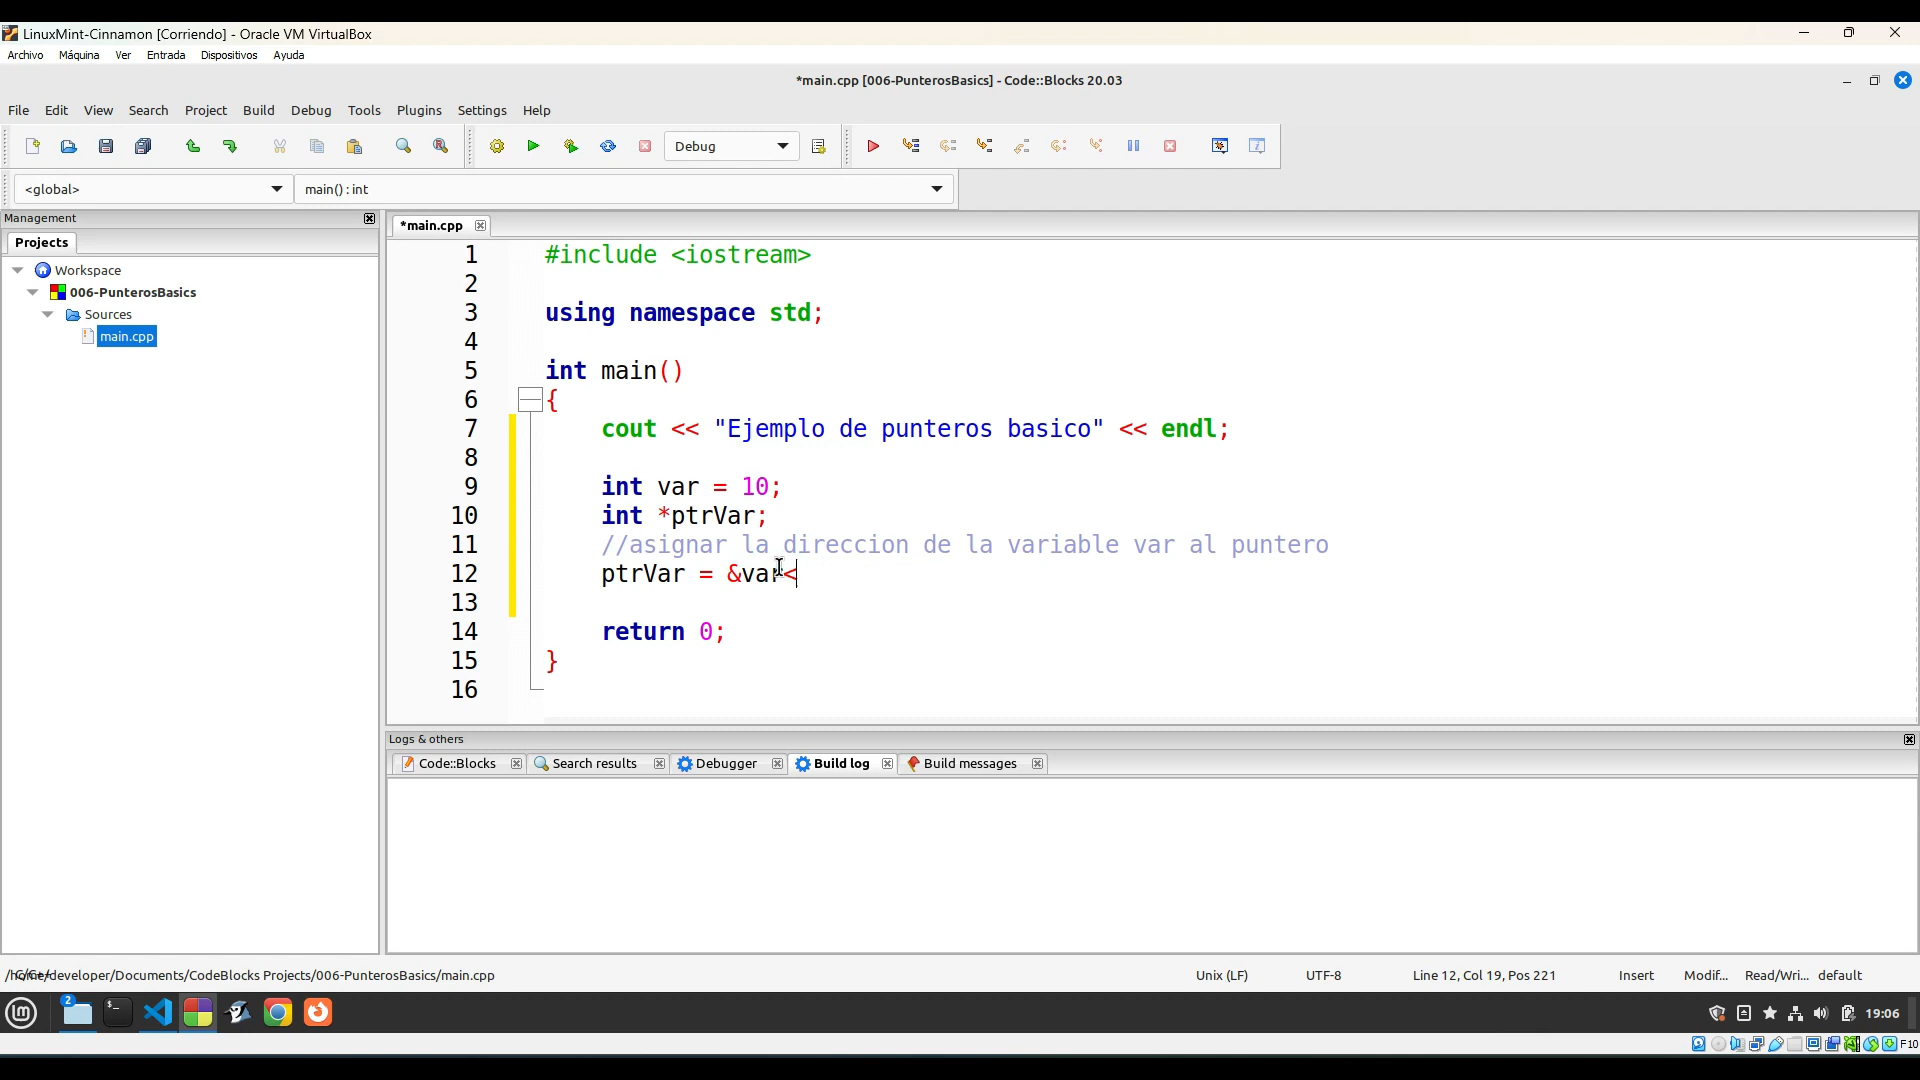 LinuxMint-Cinnamon [Corriendo] - Oracle VM VirtualBox
Archivo Máquina Ver Entrada Dispositivos Ayuda
*main.cpp [006-PunterosBasics] - Code::Blocks 20.03
File Edit View Search Project Build Debug Tools Plugins Settings Help
Debug
<global> main() : int
Management
Projects
Workspace
006-PunterosBasics
Sources
main.cpp
*main.cpp
1 #include <iostream>
2
3 using namespace std;
4
5 int main()
6 {
7 cout << "Ejemplo de punteros basico" << endl;
8
9 int var = 10;
10 int *ptrVar;
11 //asignar la direccion de la variable var al puntero
12 ptrVar = &var<
13
14 return 0;
15 }
16
Logs & others
Code::Blocks Search results Debugger Build log Build messages
/home/developer/Documents/CodeBlocks Projects/006-PunterosBasics/main.cpp Unix (LF) UTF-8 Line 12, Col 19, Pos 221 Insert Modif... Read/Wri... default
2 19:06
F10